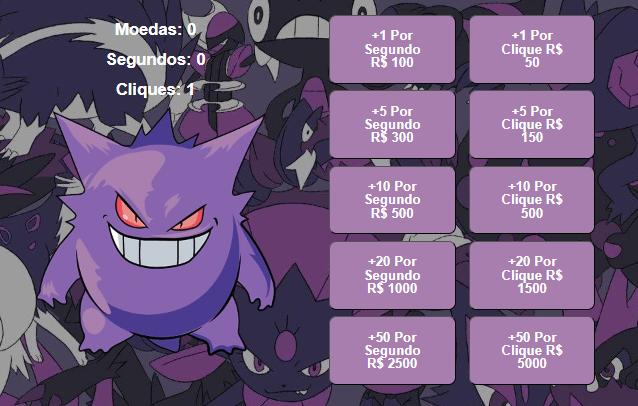 Moedas: 0
Segundos: 0
Cliques: 1
+1 Por
Segundo
R$ 100
+1 Por
Clique R$
50
+5 Por
Segundo
R$ 300
+5 Por
Clique R$
150
+10 Por
Segundo
R$ 500
+10 Por
Clique R$
500
+20 Por
Segundo
R$ 1000
+20 Por
Clique R$
1500
+50 Por
Segundo
R$ 2500
+50 Por
Clique R$
5000